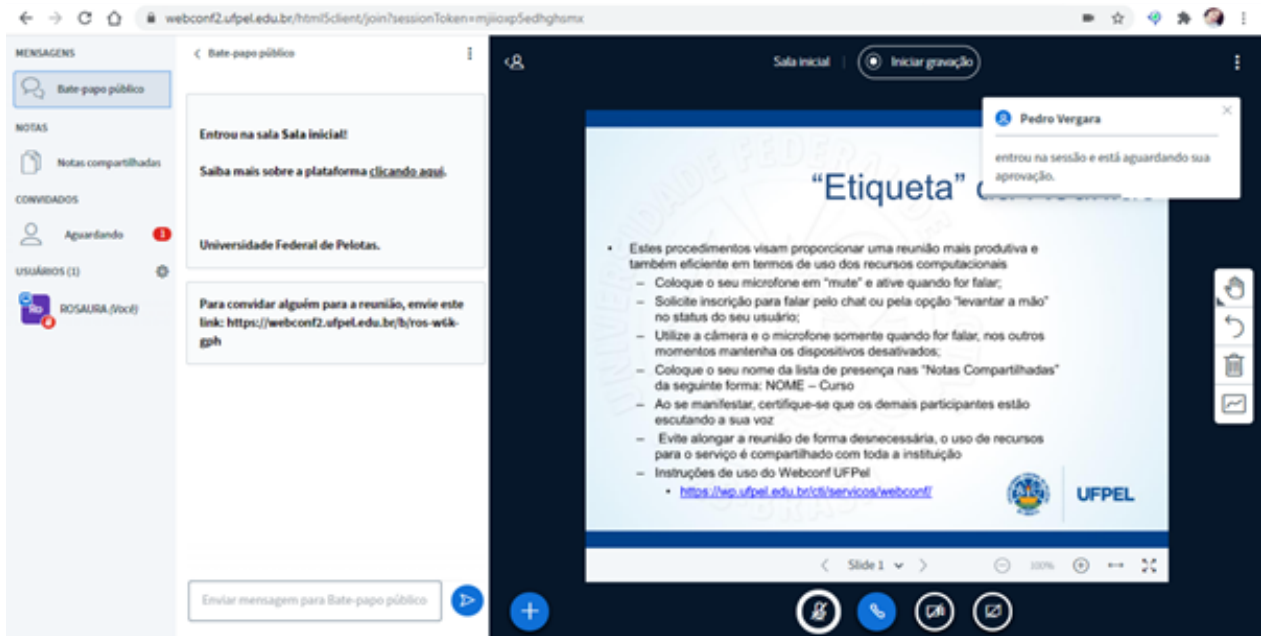 webconf2.ufpel.edu.br/html5client/join?sessionToken=mjiioxp5edhghsmx
MENSAGENS
Bate-papo público
NOTAS
Notas compartilhadas
CONVIDADOS
Aguardando
1
USUÁRIOS (1)
Ro
ROSAURA (Você)
Bate-papo público
Entrou na sala Sala inicial!
Saiba mais sobre a plataforma clicando aqui.
Universidade Federal de Pelotas.
Para convidar alguém para a reunião, envie este
link: https://webconf2.ufpel.edu.br/b/ros-w6k-
gph
Enviar mensagem para Bate-papo público
Sala inicial
Iniciar gravação
Pedro Vergara
entrou na sessão e está aguardando sua
aprovação.
“Etiqueta”
• Estes procedimentos visam proporcionar uma reunião mais produtiva e
também eficiente em termos de uso dos recursos computacionais
– Coloque o seu microfone em “mute” e ative quando for falar;
– Solicite inscrição para falar pelo chat ou pela opção “levantar a mão”
no status do seu usuário;
– Utilize a câmera e o microfone somente quando for falar, nos outros
momentos mantenha os dispositivos desativados;
– Coloque o seu nome da lista de presença nas “Notas Compartilhadas”
da seguinte forma: NOME – Curso
– Ao se manifestar, certifique-se que os demais participantes estão
escutando a sua voz
– Evite alongar a reunião de forma desnecessária, o uso de recursos
para o serviço é compartilhado com toda a instituição
– Instruções de uso do Webconf UFPel
• https://wp.ufpel.edu.br/cti/servicos/webconf/
UFPEL
Slide 1
100%